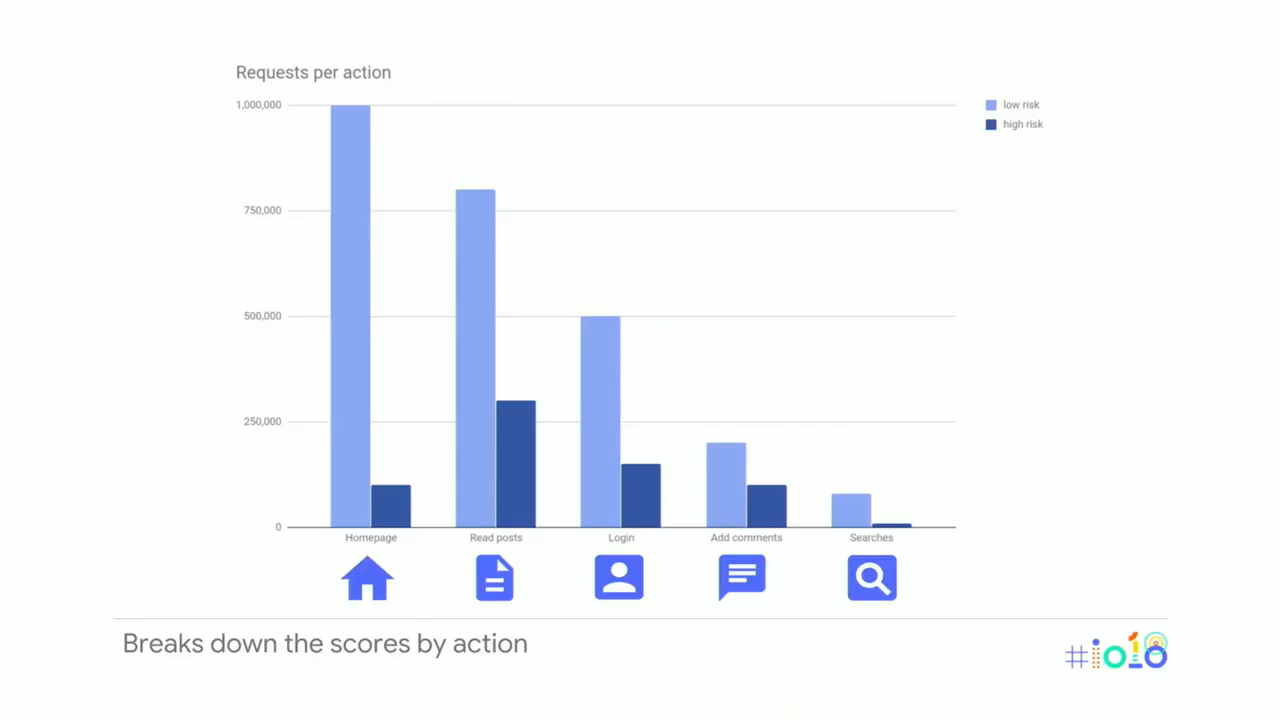 Requests per action
1,000,000
750,000
500,000
250,000
0
low risk
high risk
Homepage Read posts Login Add comments Searches
Breaks down the scores by action
#io18